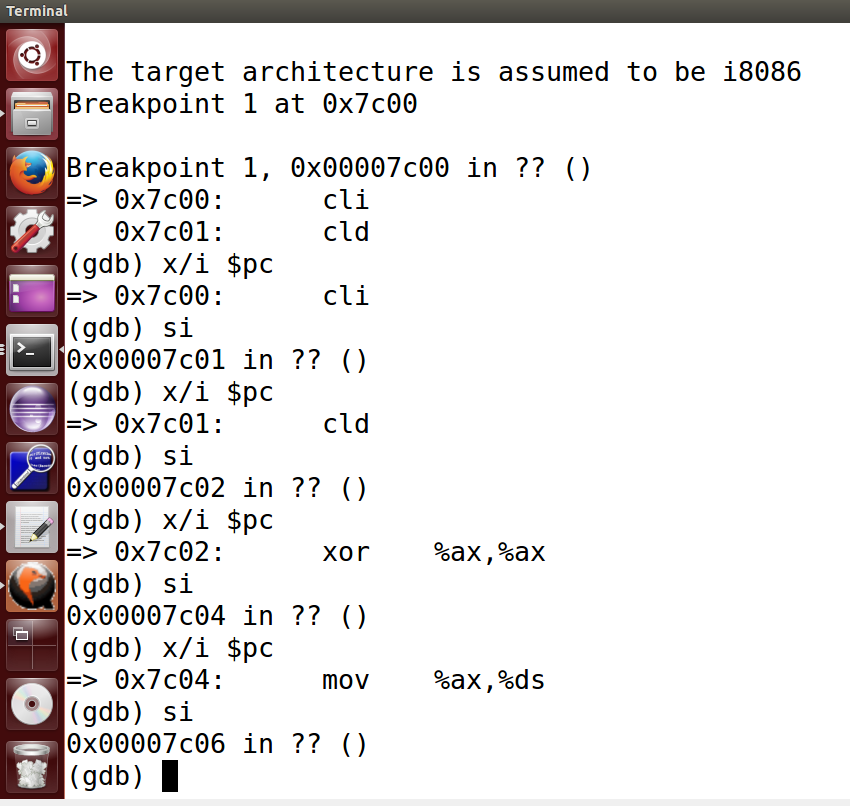 Terminal
The target architecture is assumed to be i8086
Breakpoint 1 at 0x7c00
Breakpoint 1, 0x00007c00 in ?? ()
=> 0x7c00:      cli
   0x7c01:      cld
(gdb) x/i $pc
=> 0x7c00:      cli
(gdb) si
0x00007c01 in ?? ()
(gdb) x/i $pc
=> 0x7c01:      cld
(gdb) si
0x00007c02 in ?? ()
(gdb) x/i $pc
=> 0x7c02:      xor    %ax,%ax
(gdb) si
0x00007c04 in ?? ()
(gdb) x/i $pc
=> 0x7c04:      mov    %ax,%ds
(gdb) si
0x00007c06 in ?? ()
(gdb)